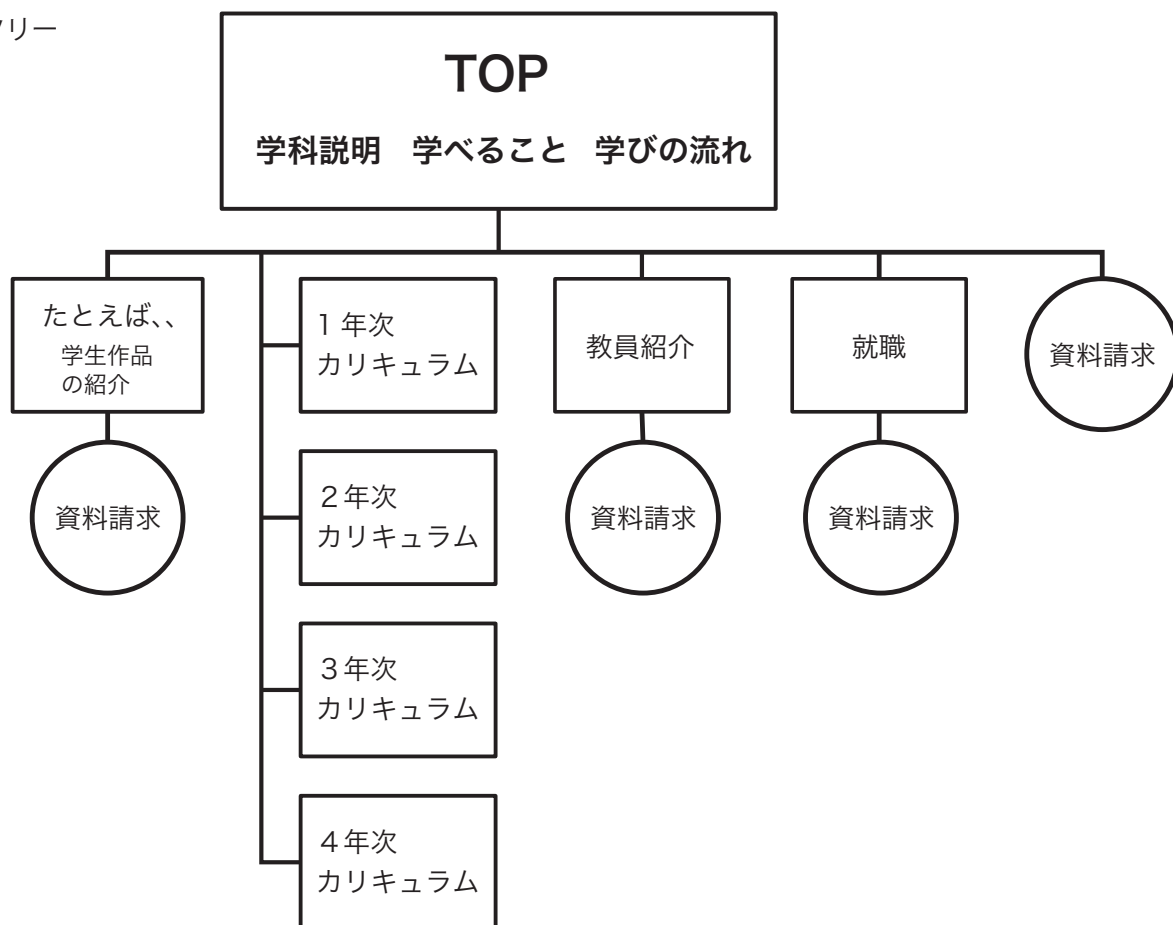 リー
TOP
学科説明 学べること 学びの流れ
たとえば、、
学生作品
の紹介
資料請求
1年次
カリキュラム
2年次
カリキュラム
3年次
カリキュラム
4年次
カリキュラム
教員紹介
資料請求
就職
資料請求
資料請求